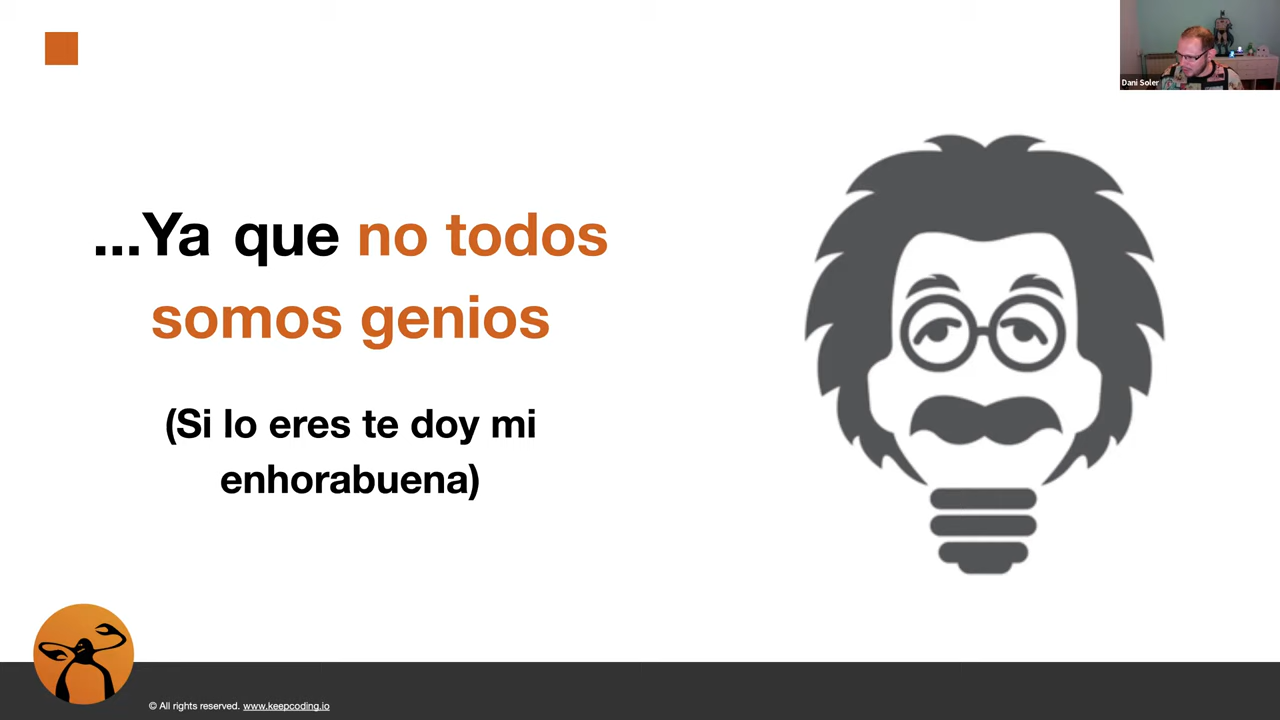 Dani Soler
...Ya que no todos
somos genios
(Si lo eres te doy mi
enhorabuena)
© All rights reserved. www.keepcoding.io